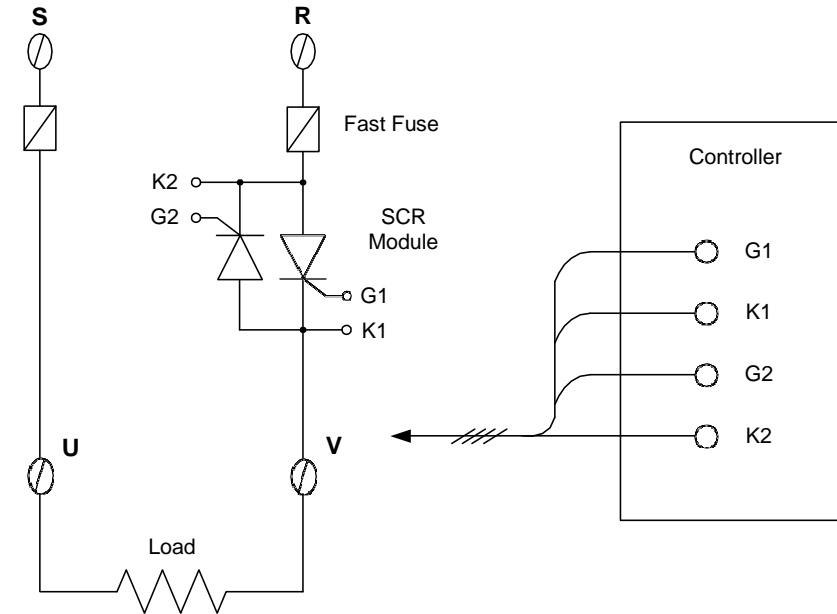 S
R
Fast Fuse
Controller
K2
G2
SCR
Module
G1
K1
G1
K1
G2
K2
U
V
Load